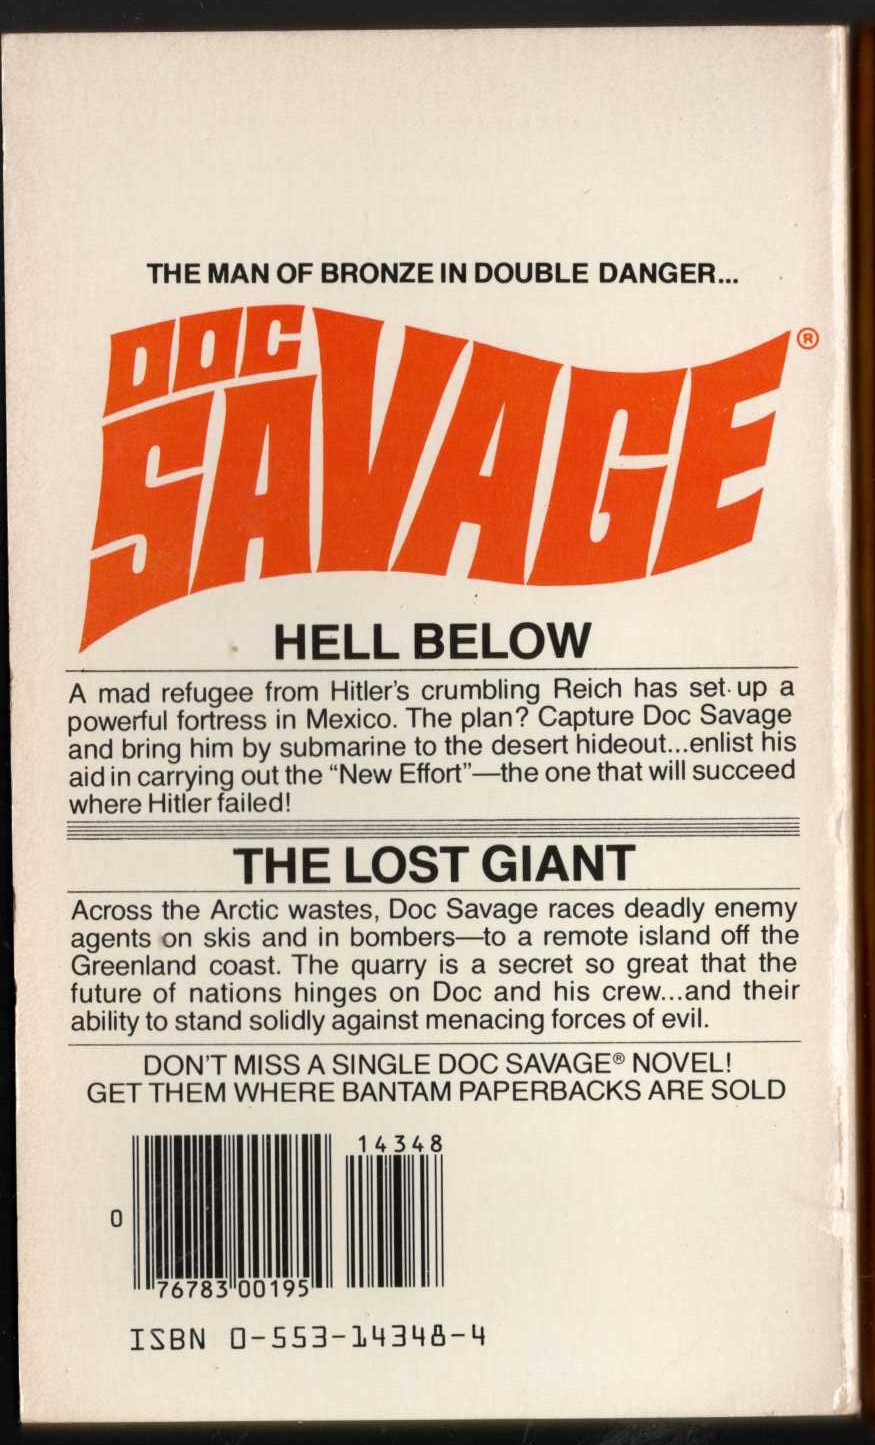 THE MAN OF BRONZE IN DOUBLE DANGER...
DOC
SAVAGE®
HELL BELOW
A mad refugee from Hitler's crumbling Reich has set up a
powerful fortress in Mexico. The plan? Capture Doc Savage
and bring him by submarine to the desert hideout...enlist his
aid in carrying out the “New Effort”—the one that will succeed
where Hitler failed!
THE LOST GIANT
Across the Arctic wastes, Doc Savage races deadly enemy
agents on skis and in bombers—to a remote island off the
Greenland coast. The quarry is a secret so great that the
future of nations hinges on Doc and his crew...and their
ability to stand solidly against menacing forces of evil.
DON'T MISS A SINGLE DOC SAVAGE® NOVEL!
GET THEM WHERE BANTAM PAPERBACKS ARE SOLD
14348
0
76783 00195
ISBN 0-553-14348-4